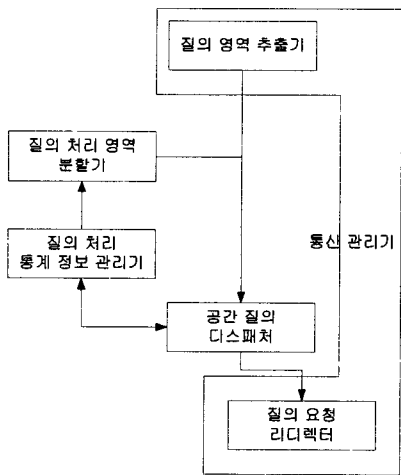 질의 영역 추출기
질의 처리 영역
분할기
질의 처리
통계 정보 관리기
통신 관리기
공간 질의
디스패처
질의 요청
리디렉터